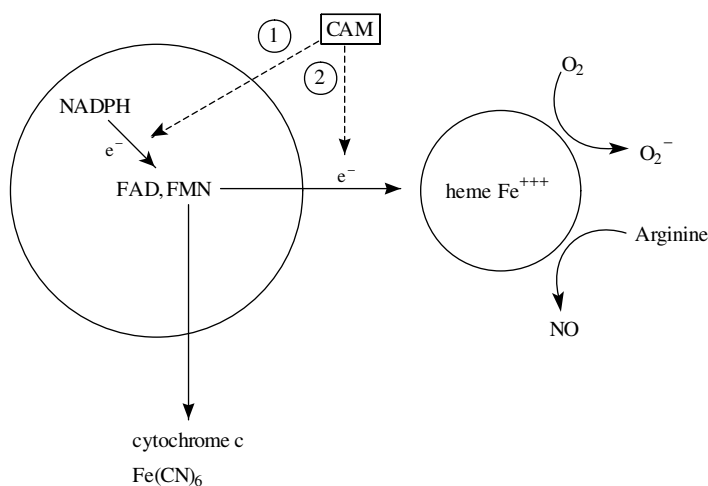 CAM
1
2
O₂
NADPH
e⁻
O₂⁻
FAD, FMN
e⁻
heme Fe⁺⁺⁺
Arginine
NO
cytochrome c
Fe(CN)₆